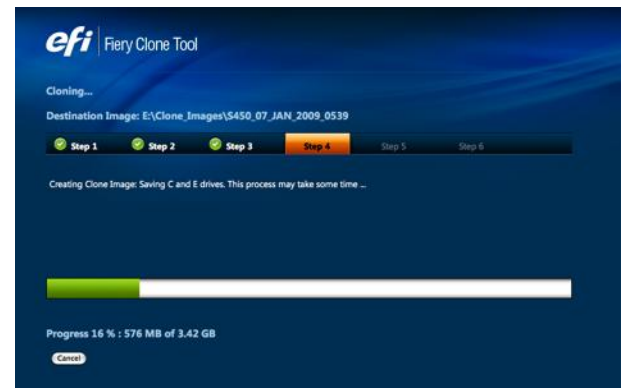 efi Fiery Clone Tool
Cloning...
Destination Image: E:\Clone_Images\S450_07_JAN_2009_0539
Step 1 Step 2 Step 3 Step 4 Step 5 Step 6
Creating Clone Image: Saving C and E drives. This process may take some time ...
Progress 16 % : 576 MB of 3.42 GB
Cancel